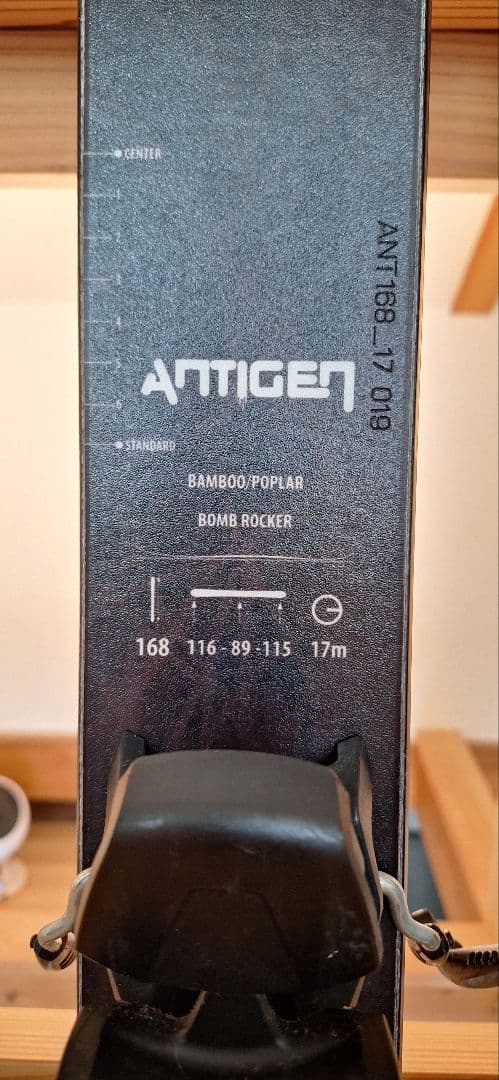 CENTER
1
2
3
4
5
6
STANDARD
ANTIGEN
ANT168_17 019
BAMBOO/POPLAR
BOMB ROCKER
168 116 - 89 -115 17m